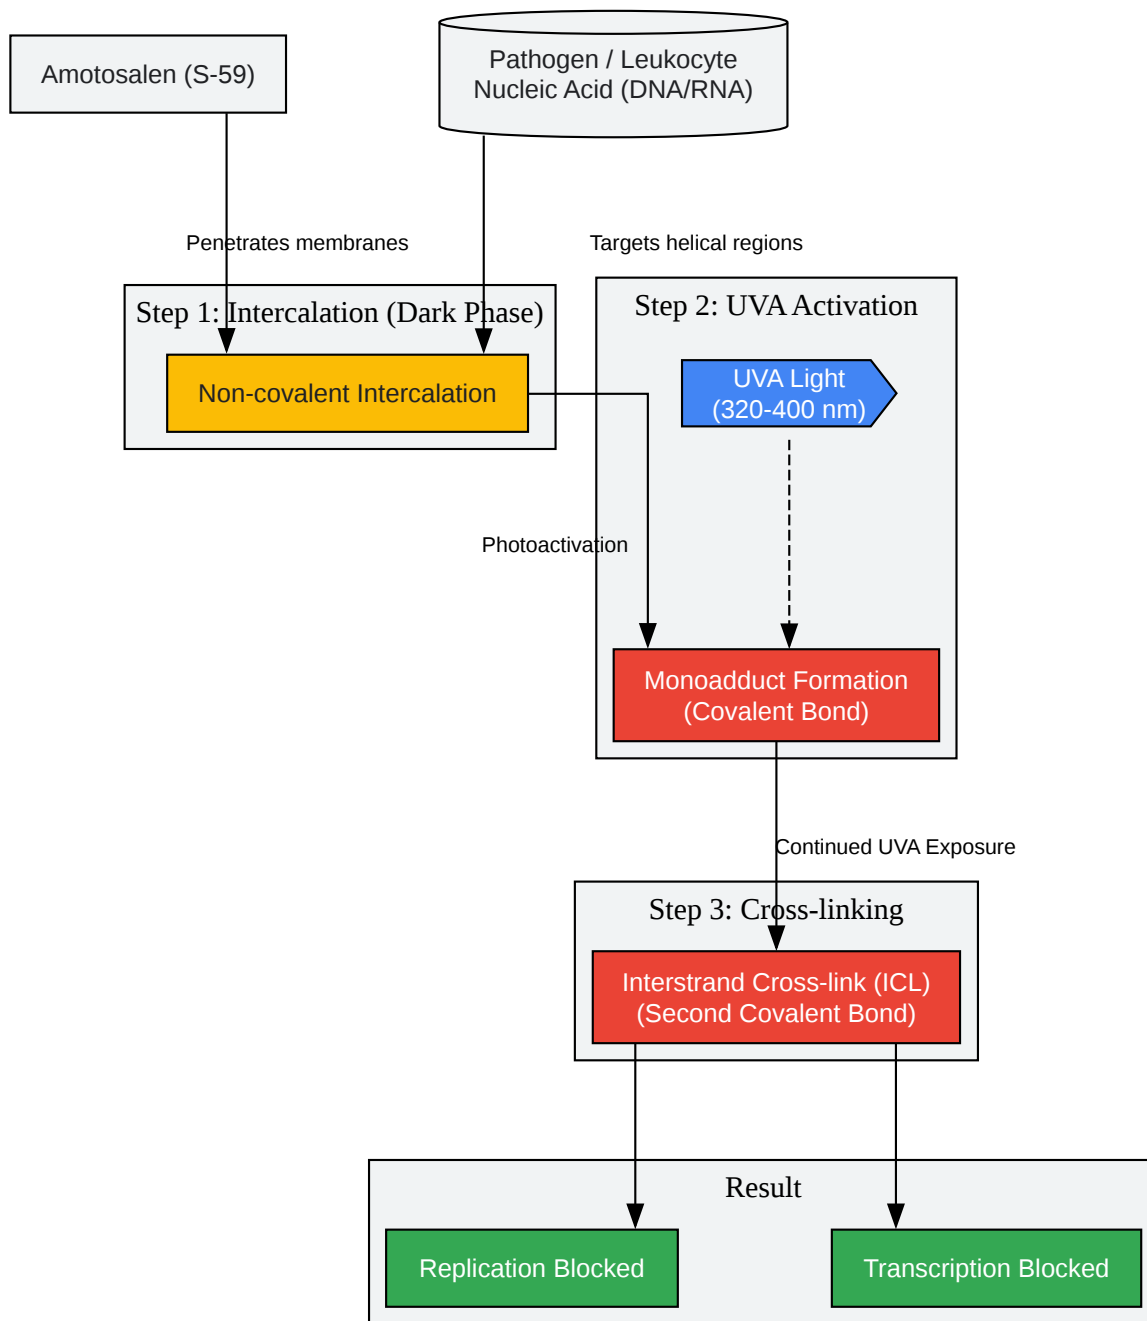 Amotosalen (S-59)
Pathogen / Leukocyte
Nucleic Acid (DNA/RNA)
Penetrates membranes
Targets helical regions
Step 1: Intercalation (Dark Phase)
Non-covalent Intercalation
Step 2: UVA Activation
UVA Light
(320-400 nm)
Photoactivation
Monoadduct Formation
(Covalent Bond)
Continued UVA Exposure
Step 3: Cross-linking
Interstrand Cross-link (ICL)
(Second Covalent Bond)
Result
Replication Blocked
Transcription Blocked